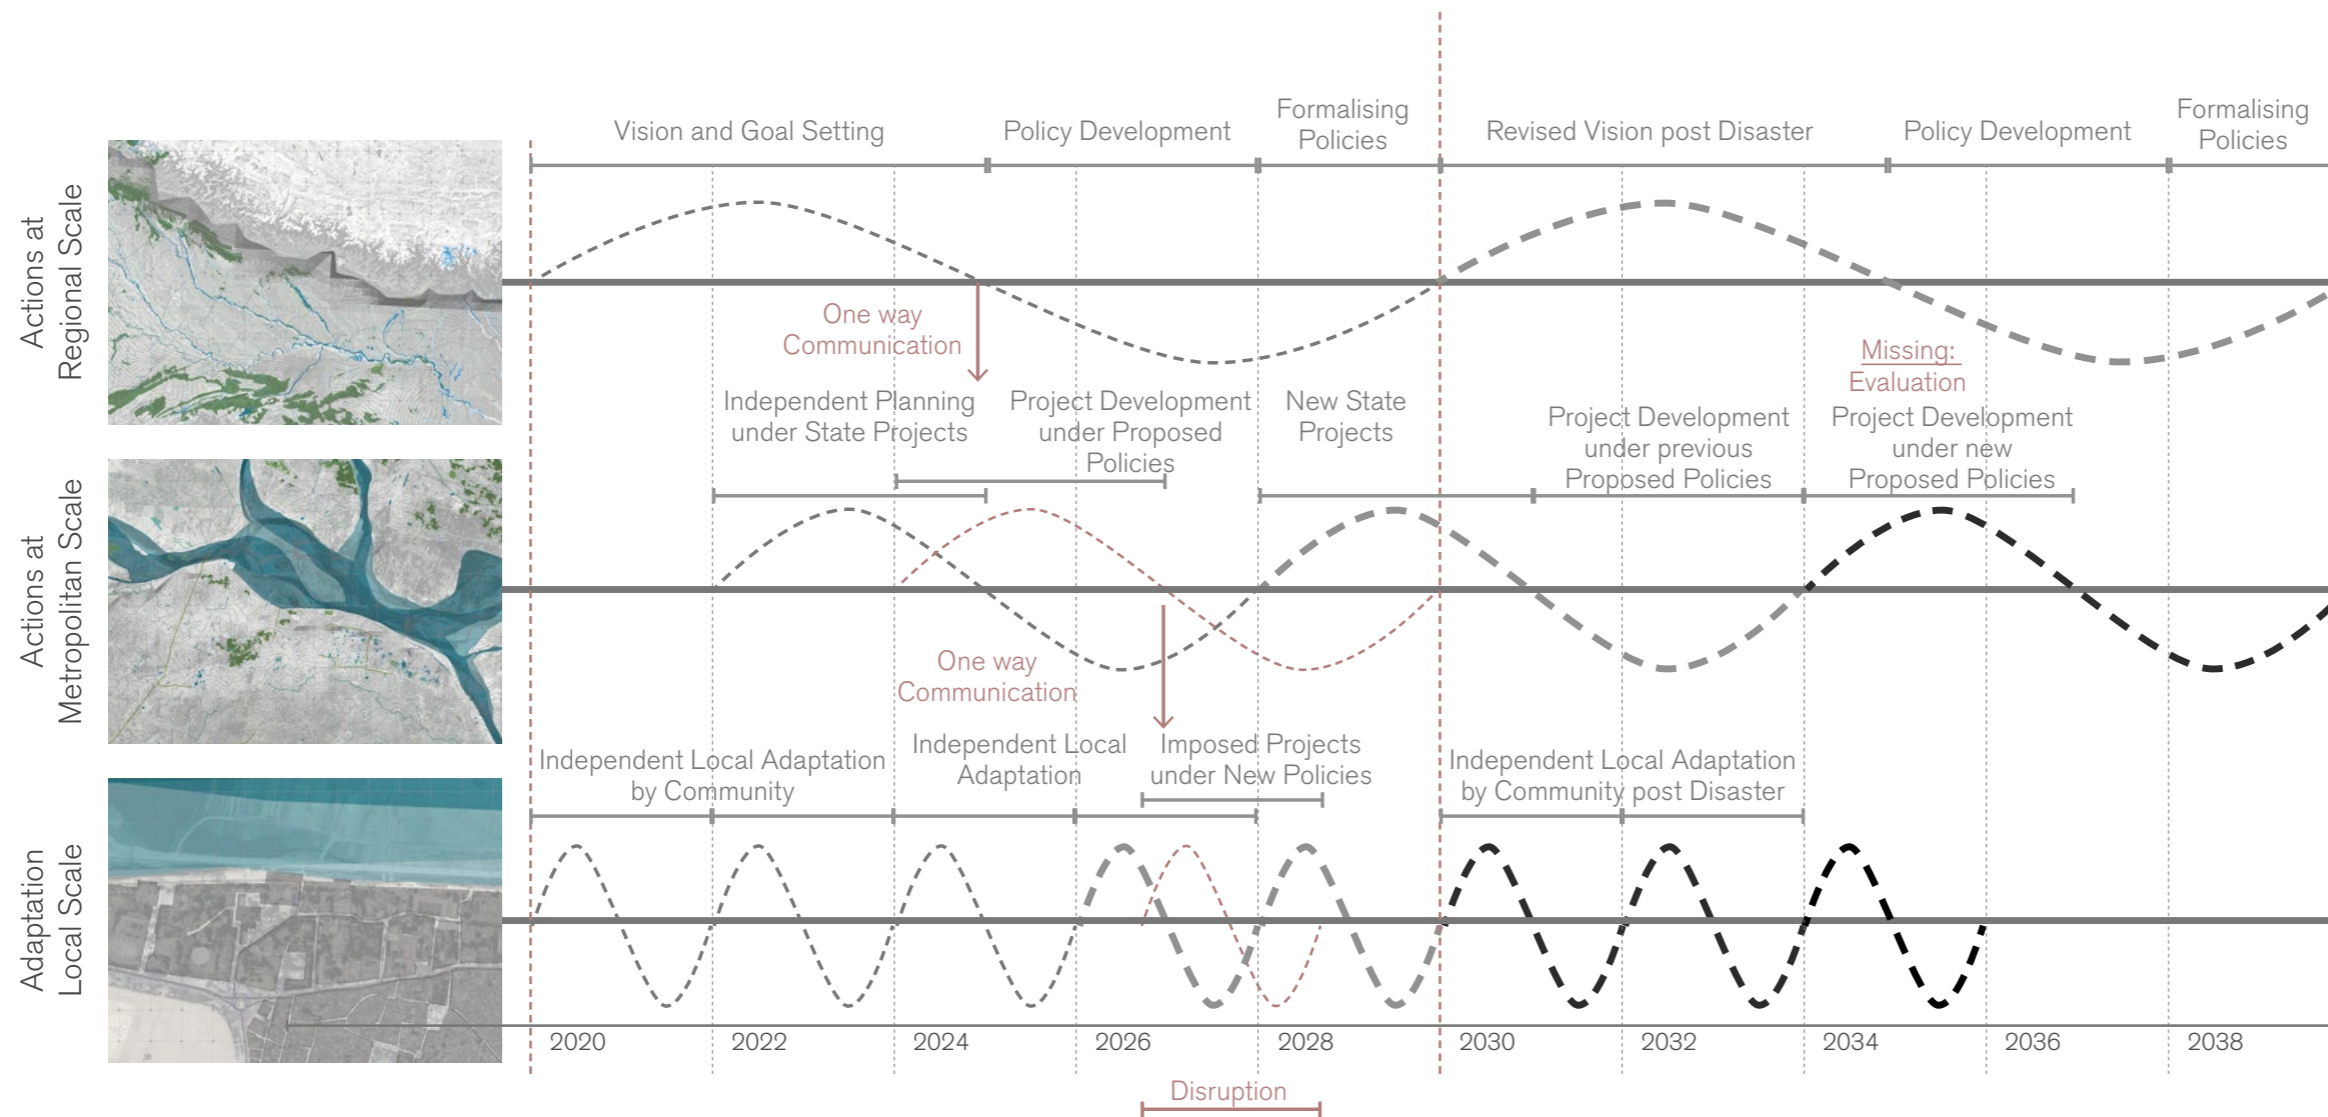 Actions at
Regional Scale
Vision and Goal Setting
Policy Development
Formalising
Policies
Revised Vision post Disaster
Policy Development
Formalising
Policies
One way
Communication
Missing:
Evaluation
Actions at
Metropolitan Scale
Independent Planning
under State Projects
Project Development
under Proposed
Policies
New State
Projects
Project Development
under previous
Proposed Policies
Project Development
under new
Proposed Policies
One way
Communication
Adaptation
Local Scale
Independent Local Adaptation
by Community
Independent Local
Adaptation
Imposed Projects
under New Policies
Independent Local Adaptation
by Community post Disaster
2020
2022
2024
2026
2028
2030
2032
2034
2036
2038
Disruption